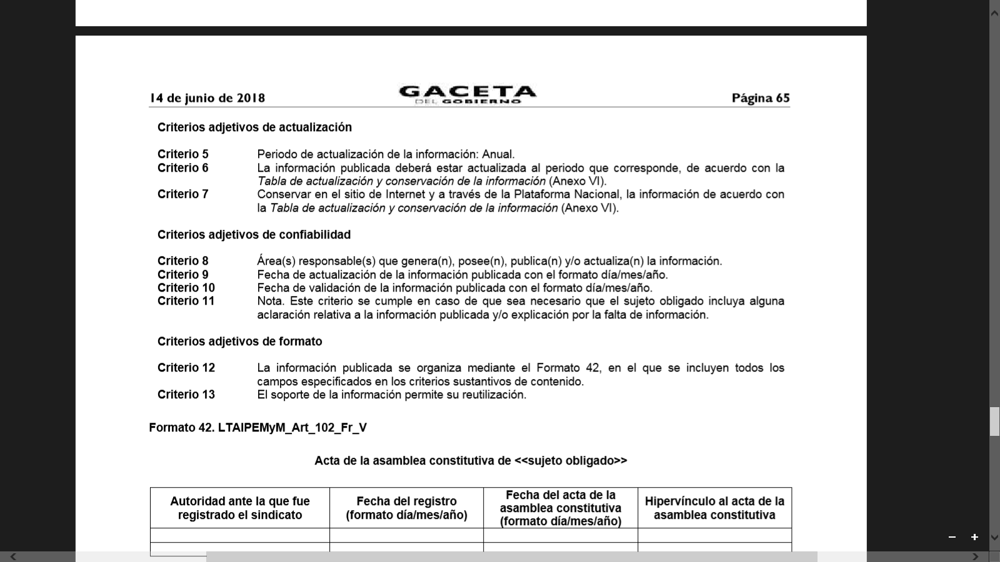 14 de junio de 2018
GACETA
DEL GOBIERNO
Página 65
Criterios adjetivos de actualización
Criterio 5 Periodo de actualización de la información: Anual.
Criterio 6 La información publicada deberá estar actualizada al periodo que corresponde, de acuerdo con la
Tabla de actualización y conservación de la información (Anexo VI).
Criterio 7 Conservar en el sitio de Internet y a través de la Plataforma Nacional, la información de acuerdo con
la Tabla de actualización y conservación de la información (Anexo VI).
Criterios adjetivos de confiabilidad
Criterio 8 Área(s) responsable(s) que genera(n), posee(n), publica(n) y/o actualiza(n) la información.
Criterio 9 Fecha de actualización de la información publicada con el formato día/mes/año.
Criterio 10 Fecha de validación de la información publicada con el formato día/mes/año.
Criterio 11 Nota. Este criterio se cumple en caso de que sea necesario que el sujeto obligado incluya alguna
aclaración relativa a la información publicada y/o explicación por la falta de información.
Criterios adjetivos de formato
Criterio 12 La información publicada se organiza mediante el Formato 42, en el que se incluyen todos los
campos especificados en los criterios sustantivos de contenido.
Criterio 13 El soporte de la información permite su reutilización.
Formato 42. LTAIPEMyM_Art_102_Fr_V
Acta de la asamblea constitutiva de <<sujeto obligado>>
Autoridad ante la que fue
registrado el sindicato
Fecha del registro
(formato día/mes/año)
Fecha del acta de la
asamblea constitutiva
(formato día/mes/año)
Hipervínculo al acta de la
asamblea constitutiva